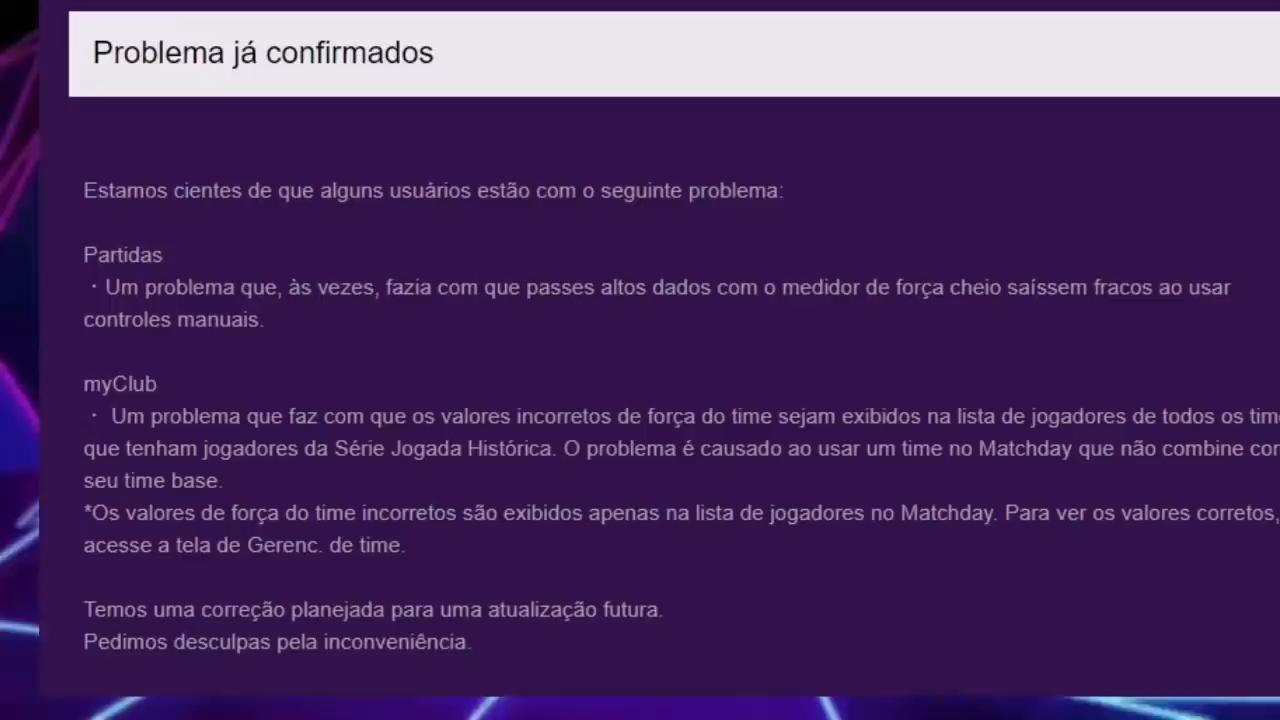 Problema já confirmados
Estamos cientes de que alguns usuários estão com o seguinte problema:
Partidas
・Um problema que, às vezes, fazia com que passes altos dados com o medidor de força cheio saíssem fracos ao usar
controles manuais.
myClub
・ Um problema que faz com que os valores incorretos de força do time sejam exibidos na lista de jogadores de todos os
que tenham jogadores da Série Jogada Histórica. O problema é causado ao usar um time no Matchday que não combine
seu time base.
*Os valores de força do time incorretos são exibidos apenas na lista de jogadores no Matchday. Para ver os valores corretos,
acesse a tela de Gerenc. de time.
Temos uma correção planejada para uma atualização futura.
Pedimos desculpas pela inconveniência.